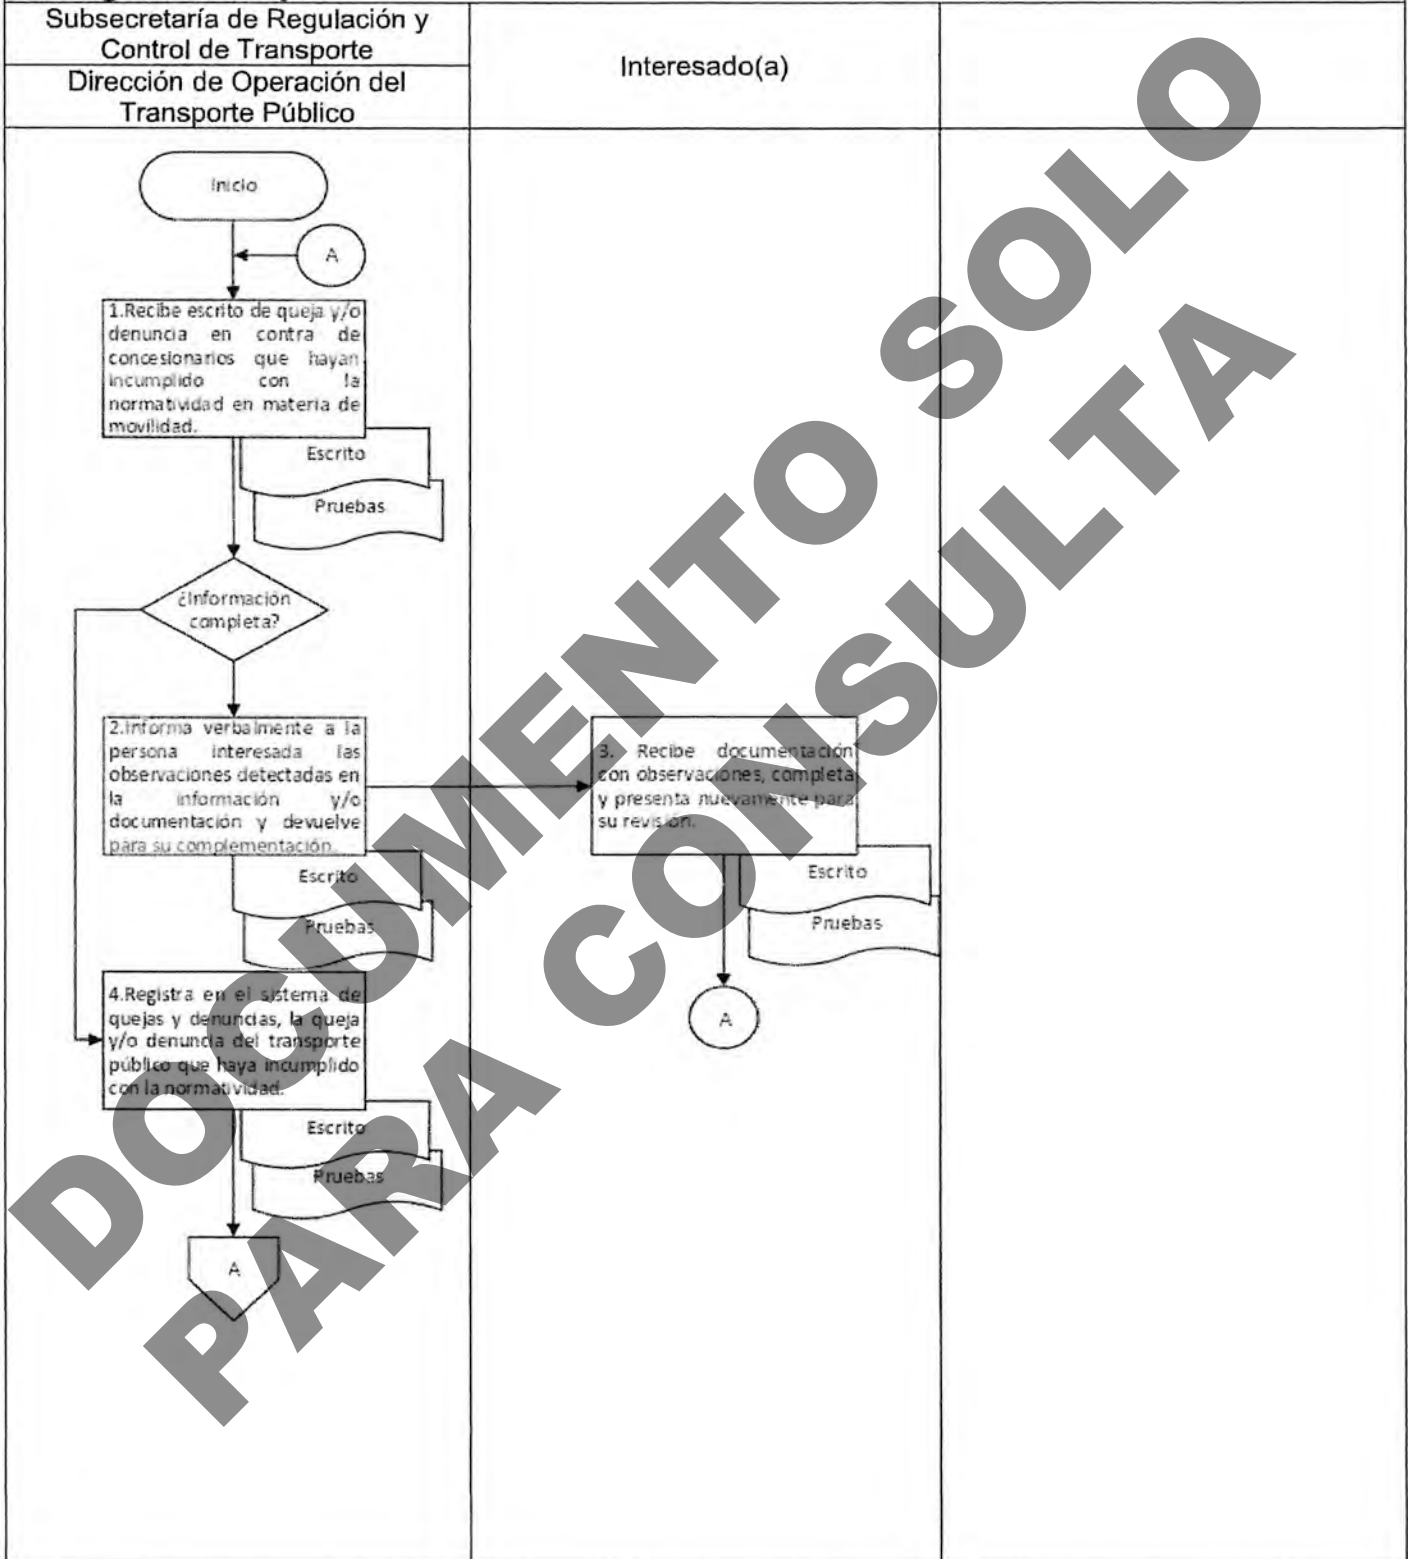 Subsecretaría de Regulación y
Control de Transporte
Dirección de Operación del
Transporte Público
Interesado(a)
Inicio
A
1.Recibe escrito de queja y/o
denuncia en contra de
concesionarios que hayan
incumplido con la
normatividad en materia de
movilidad.
Escrito
Pruebas
¿Información
completa?
2.Informa verbalmente a la
persona interesada las
observaciones detectadas en
la información y/o
documentación y devuelve
para su complementación.
Escrito
Pruebas
3. Recibe documentación
con observaciones, completa
y presenta nuevamente para
su revisión.
Escrito
Pruebas
A
4.Registra en el sistema de
quejas y denuncias, la queja
y/o denuncia del transporte
público que haya incumplido
con la normatividad.
Escrito
Pruebas
A
DOCUMENTO SOLO
PARA CONSULTA